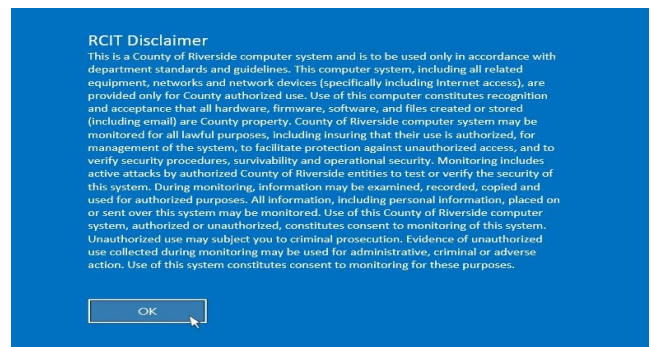 RCIT Disclaimer
This is a County of Riverside computer system and is to be used only in accordance with
department standards and guidelines. This computer system, including all related
equipment, networks and network devices (specifically including Internet access), are
provided only for County authorized use. Use of this computer constitutes recognition
and acceptance that all hardware, firmware, software, and files created or stored
(including email) are County property. County of Riverside computer system may be
monitored for all lawful purposes, including insuring that their use is authorized, for
management of the system, to facilitate protection against unauthorized access, and to
verify security procedures, survivability and operational security. Monitoring includes
active attacks by authorized County of Riverside entities to test or verify the security of
this system. During monitoring, information may be examined, recorded, copied and
used for authorized purposes. All information, including personal information, placed on
or sent over this system may be monitored. Use of this County of Riverside computer
system, authorized or unauthorized, constitutes consent to monitoring of this system.
Unauthorized use may subject you to criminal prosecution. Evidence of unauthorized
use collected during monitoring may be used for administrative, criminal or adverse
action. Use of this system constitutes consent to monitoring for these purposes.
OK